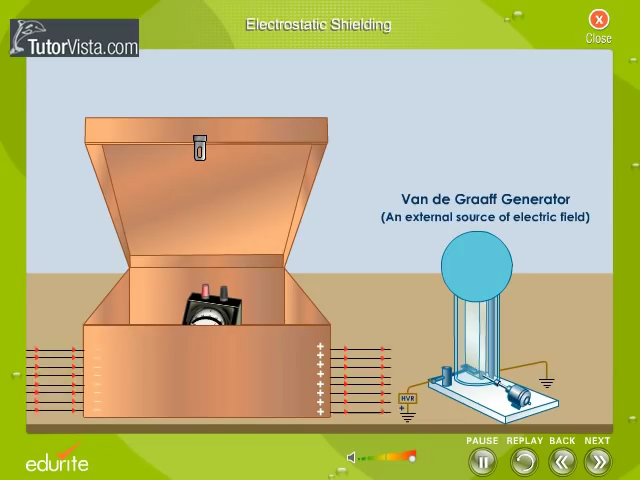 Electrostatic Shielding
TutorVista.com
Close
Van de Graaff Generator
(An external source of electric field)
HVR
+
PAUSE REPLAY BACK NEXT
edurite